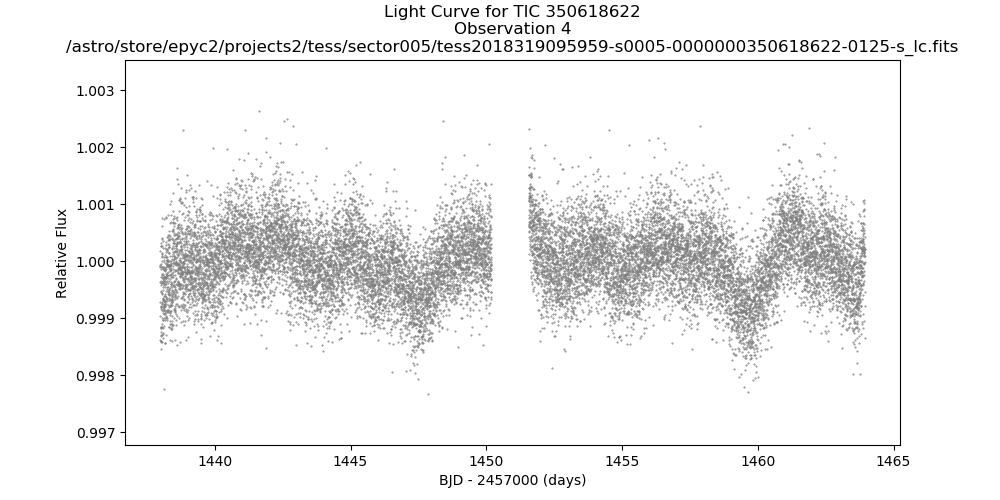 Light Curve for TIC 350618622
Observation 4
/astro/store/epyc2/projects2/tess/sector005/tess2018319095959-s0005-0000000350618622-0125-s_lc.fits
1.003
1.002
1.001
1.000
0.999
0.998
0.997
Relative Flux
1440 1445 1450 1455 1460 1465
BJD - 2457000 (days)